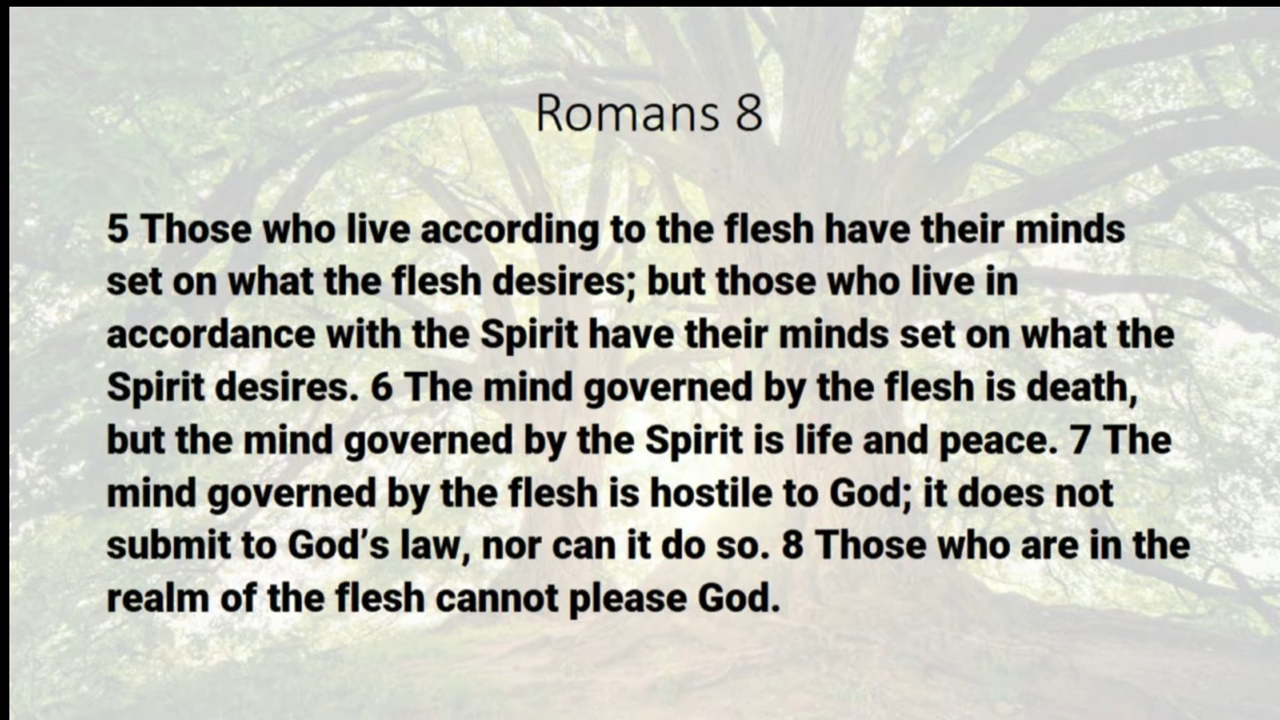 Romans 8
5 Those who live according to the flesh have their minds
set on what the flesh desires; but those who live in
accordance with the Spirit have their minds set on what the
Spirit desires. 6 The mind governed by the flesh is death,
but the mind governed by the Spirit is life and peace. 7 The
mind governed by the flesh is hostile to God; it does not
submit to God’s law, nor can it do so. 8 Those who are in the
realm of the flesh cannot please God.